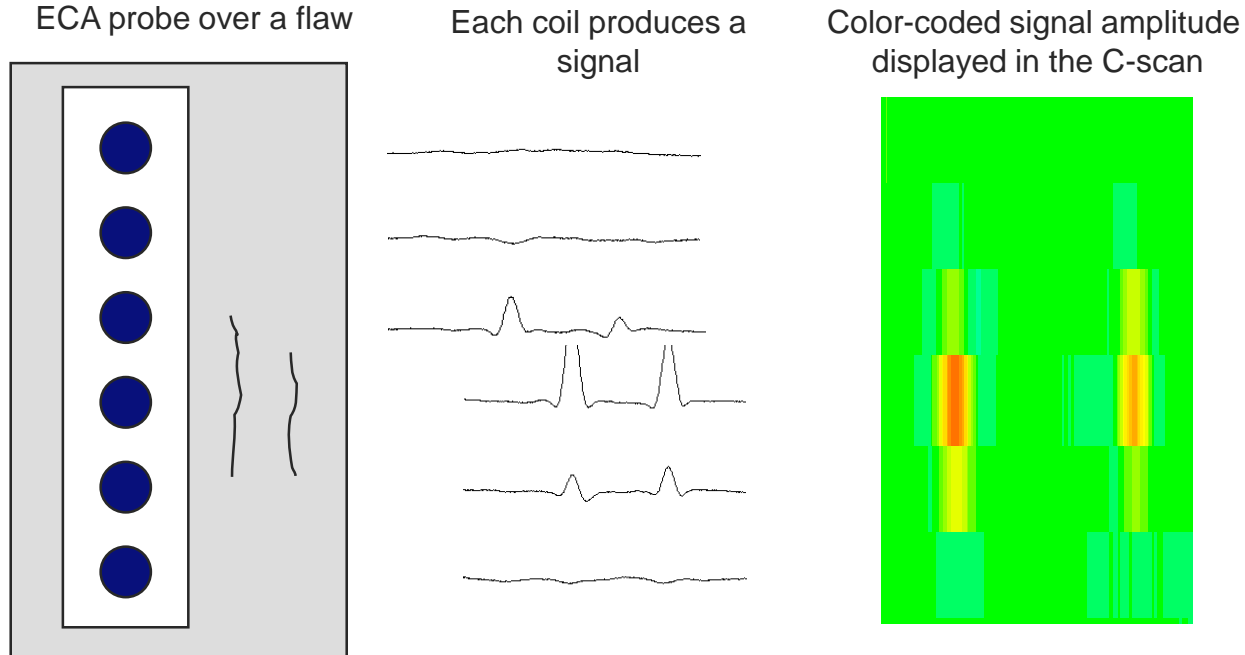 ECA probe over a flaw
Each coil produces a
signal
Color-coded signal amplitude
displayed in the C-scan